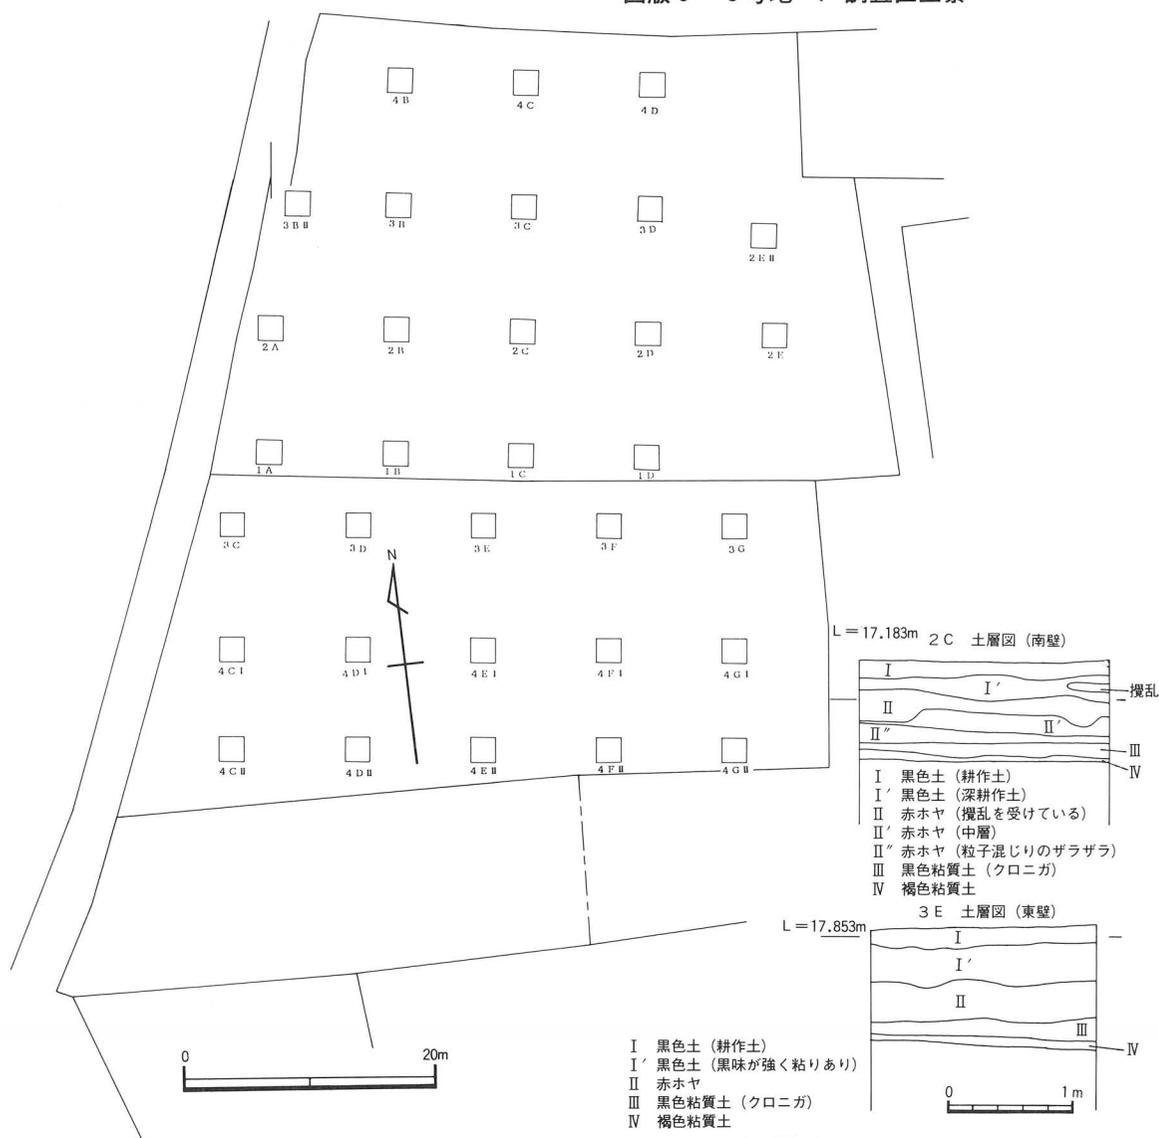 4B 4C 4D
3BⅡ 3B 3C 3D
2EⅡ
2A 2B 2C 2D 2E
1A 1B 1C 1D
3C 3D 3E 3F 3G
N
4CⅠ 4DⅠ 4EⅠ 4FⅠ 4GⅠ
4CⅡ 4DⅡ 4EⅡ 4FⅡ 4GⅡ
0 20m
L=17.183m
2C 土層図(南壁)
Ⅰ
Ⅰ′
攪乱
Ⅱ
Ⅱ′
Ⅱ″
Ⅲ
Ⅳ
Ⅰ 黒色土(耕作土)
Ⅰ′ 黒色土(深耕作土)
Ⅱ 赤ホヤ(攪乱を受けている)
Ⅱ′ 赤ホヤ(中層)
Ⅱ″ 赤ホヤ(粒子混じりのザラザラ)
Ⅲ 黒色粘質土(クロニガ)
Ⅳ 褐色粘質土
3E 土層図(東壁)
L=17.853m
Ⅰ
Ⅰ′
Ⅱ
Ⅲ
Ⅳ
Ⅰ 黒色土(耕作土)
Ⅰ′ 黒色土(黒味が強く粘りあり)
Ⅱ 赤ホヤ
Ⅲ 黒色粘質土(クロニガ)
Ⅳ 褐色粘質土
0 1m